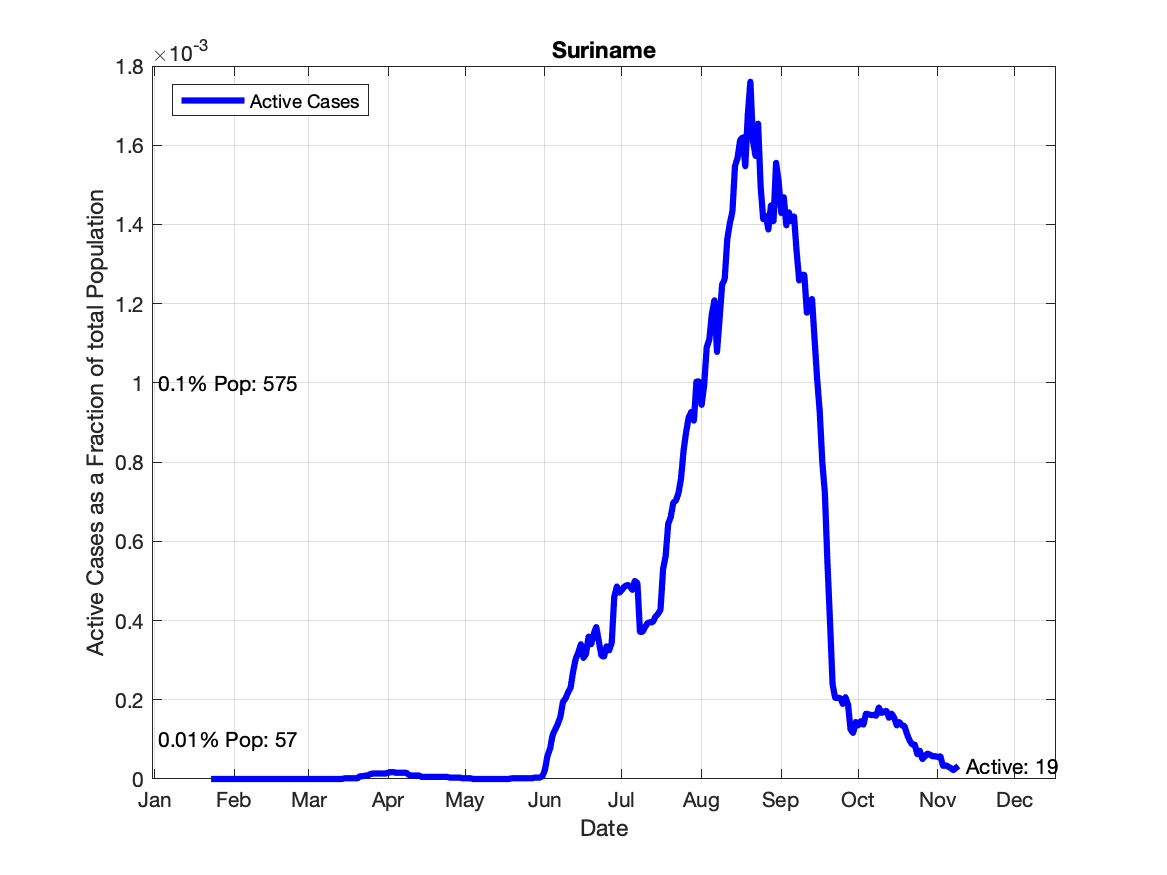 Suriname
×10-3
Active Cases
1.8
1.6
1.4
1.2
1
0.8
0.6
0.4
0.2
0
0.1% Pop: 575
0.01% Pop: 57
Active: 19
Active Cases as a Fraction of total Population
Jan Feb Mar Apr May Jun Jul Aug Sep Oct Nov Dec
Date